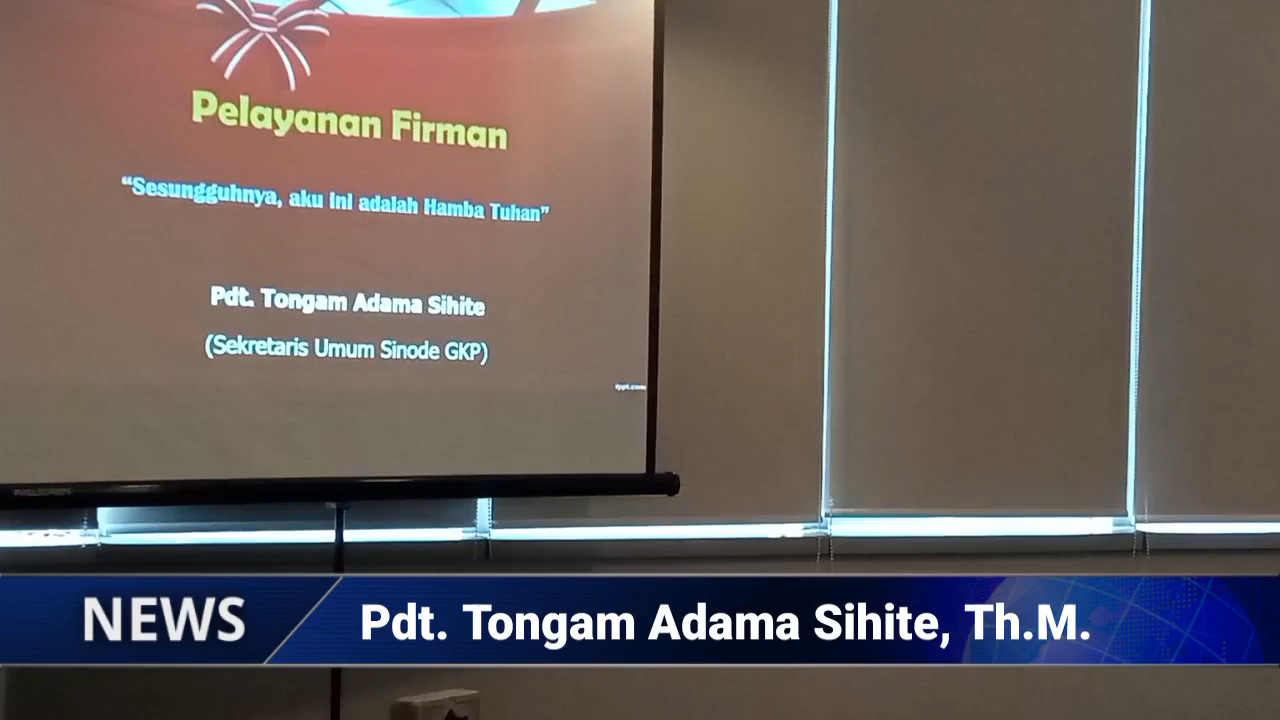 Pelayanan Firman
“Sesungguhnya, aku ini adalah Hamba Tuhan”
Pdt. Tongam Adama Sihite
(Sekretaris Umum Sinode GKP)
NEWS
Pdt. Tongam Adama Sihite, Th.M.